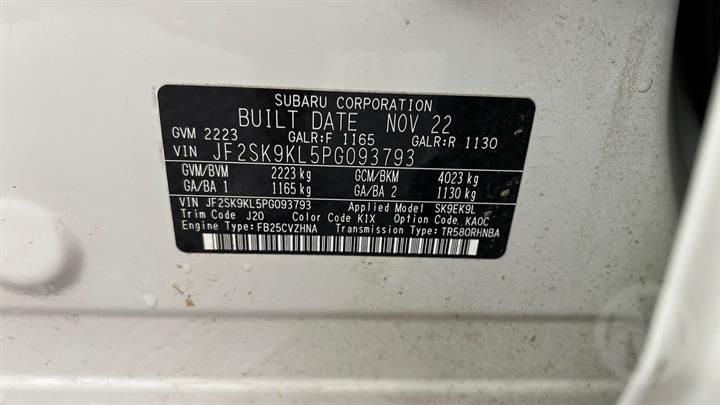 SUBARU CORPORATION
BUILT DATE NOV 22
GVM 2223 GALR:F 1165 GALR:R 1130
VIN JF2SK9KL5PG093793
GVM/BVM 2223 kg GCM/BKM 4023 kg
GA/BA 1 1165 kg GA/BA 2 1130 kg
VIN JF2SK9KL5PG093793 Applied Model SK9EK9L
Trim Code J20 Color Code K1X Option Code KAOC
Engine Type:FB25CVZHNA Transmission Type:TR580RHNBA